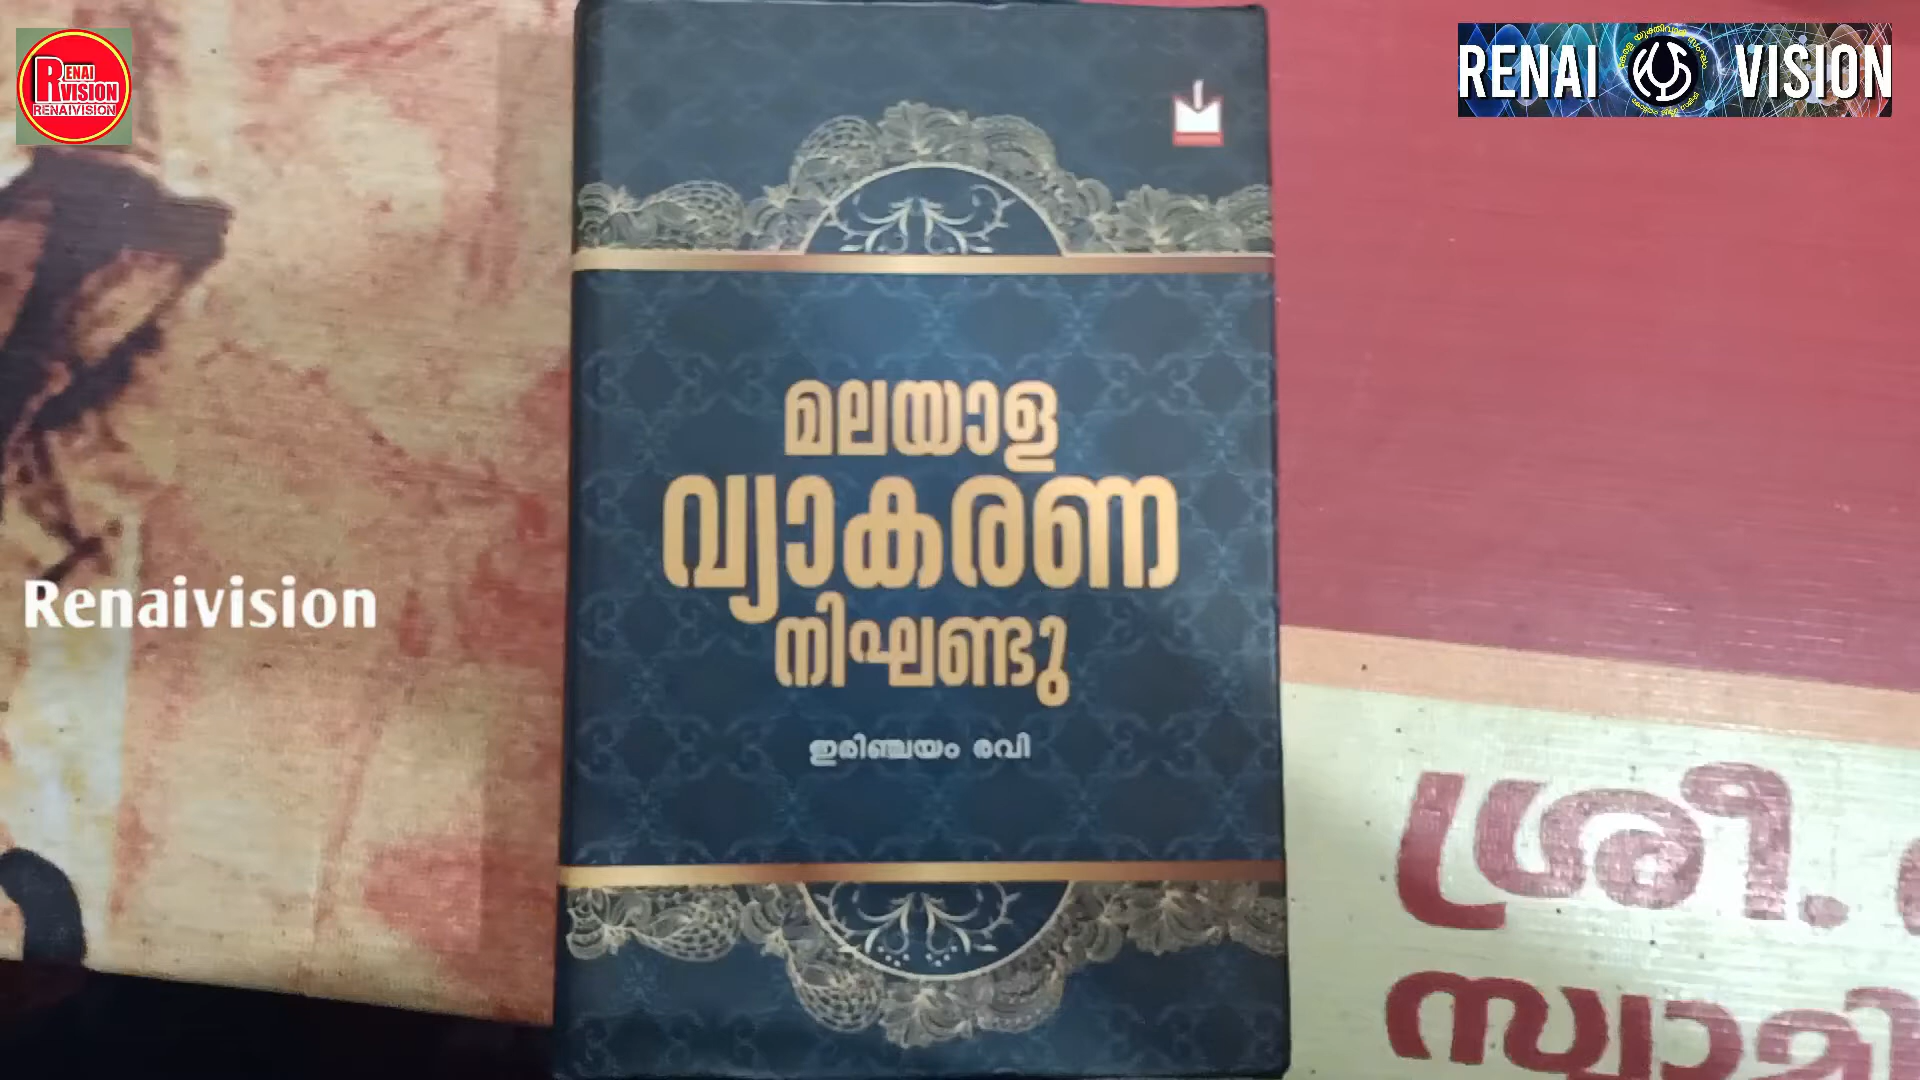 RENAI
VISION
RENAIVISION
RENAI VISION
മലയാള
വ്യാകരണ
നിഘണ്ടു
ഇരിഞ്ചയം രവി
Renaivision
ശ്രീ.
സ്വാമി